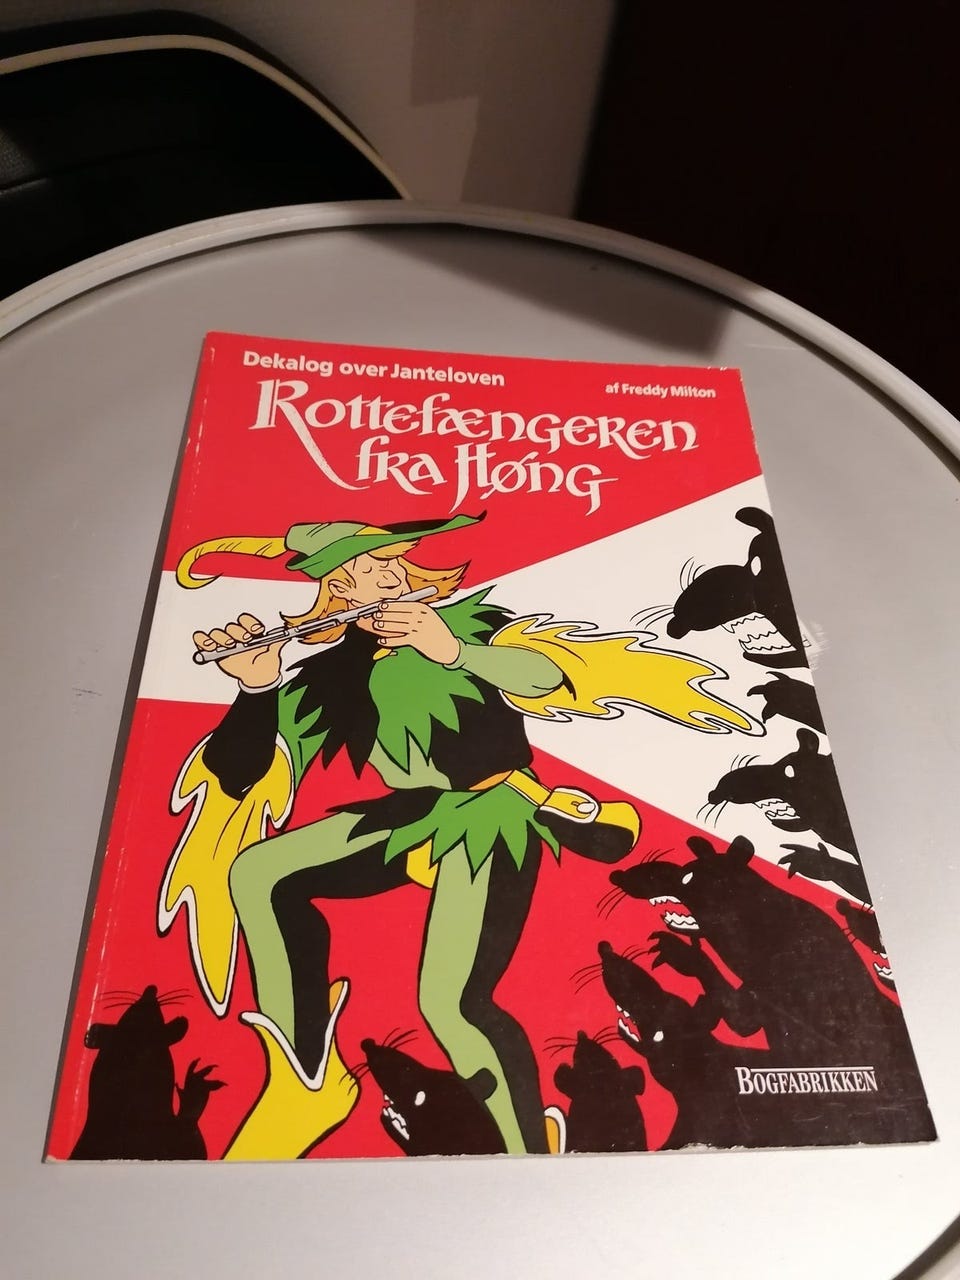 Dekalog over Janteloven
af Freddy Milton
Rottefængeren
fra Høng
BOGFABRIKKEN